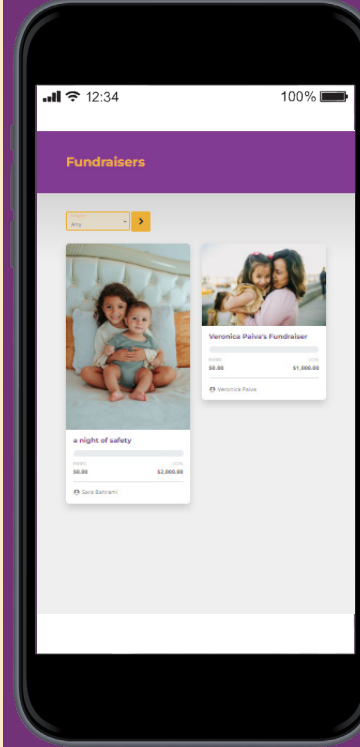 12:34
100%
Fundraisers
Any
a night of safety
$0.00
$2,000.00
Sara Bahrami
Veronica Paiva's Fundraiser
$0.00
$1,000.00
Veronica Paiva